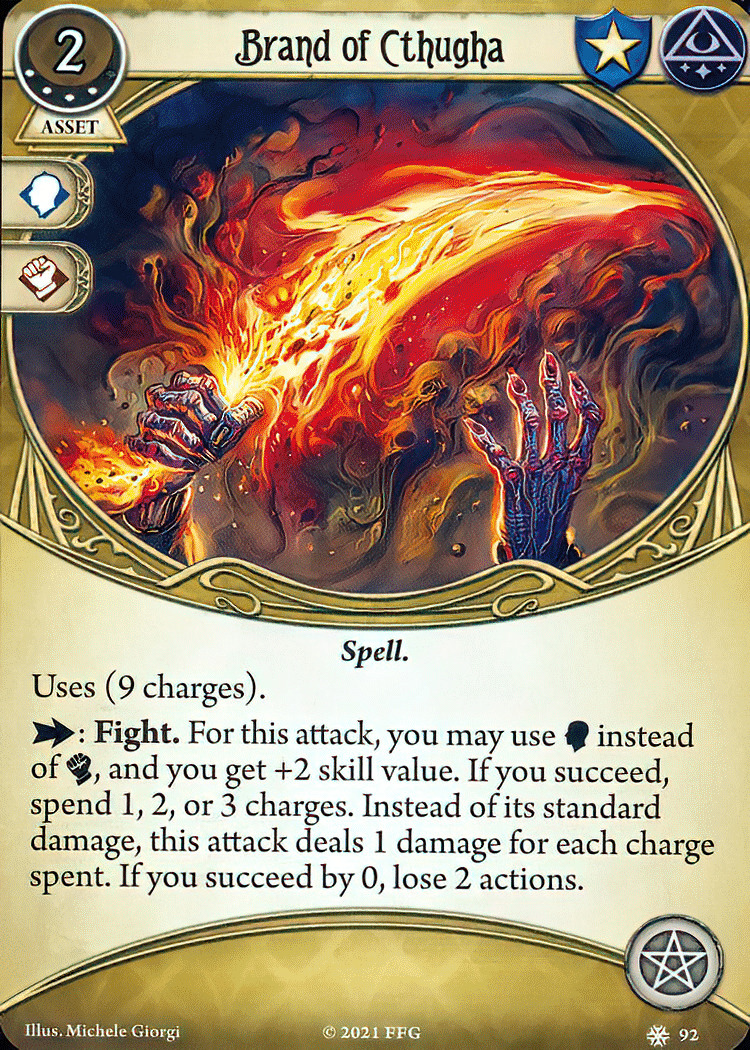 2
Brand of Cthugha
ASSET
Spell.
Uses (9 charges).
: Fight. For this attack, you may use instead
of , and you get +2 skill value. If you succeed,
spend 1, 2, or 3 charges. Instead of its standard
damage, this attack deals 1 damage for each charge
spent. If you succeed by 0, lose 2 actions.
Illus. Michele Giorgi
© 2021 FFG
92